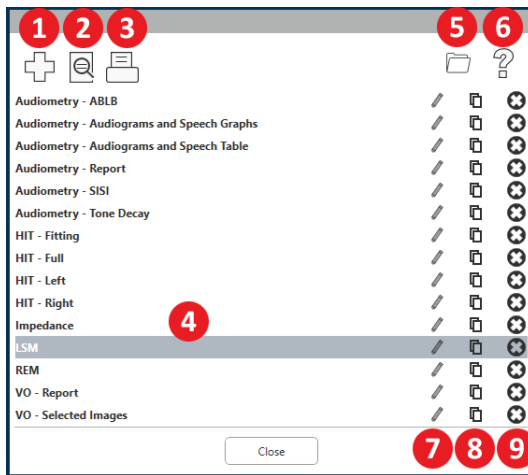 1 2 3 5 6
?
Audiometry - ABLB
Audiometry - Audiograms and Speech Graphs
Audiometry - Audiograms and Speech Table
Audiometry - Report
Audiometry - SISI
Audiometry - Tone Decay
HIT - Fitting
HIT - Full
HIT - Left
HIT - Right
Impedance
4
LSM
REM
VO - Report
VO - Selected Images
Close
7 8 9